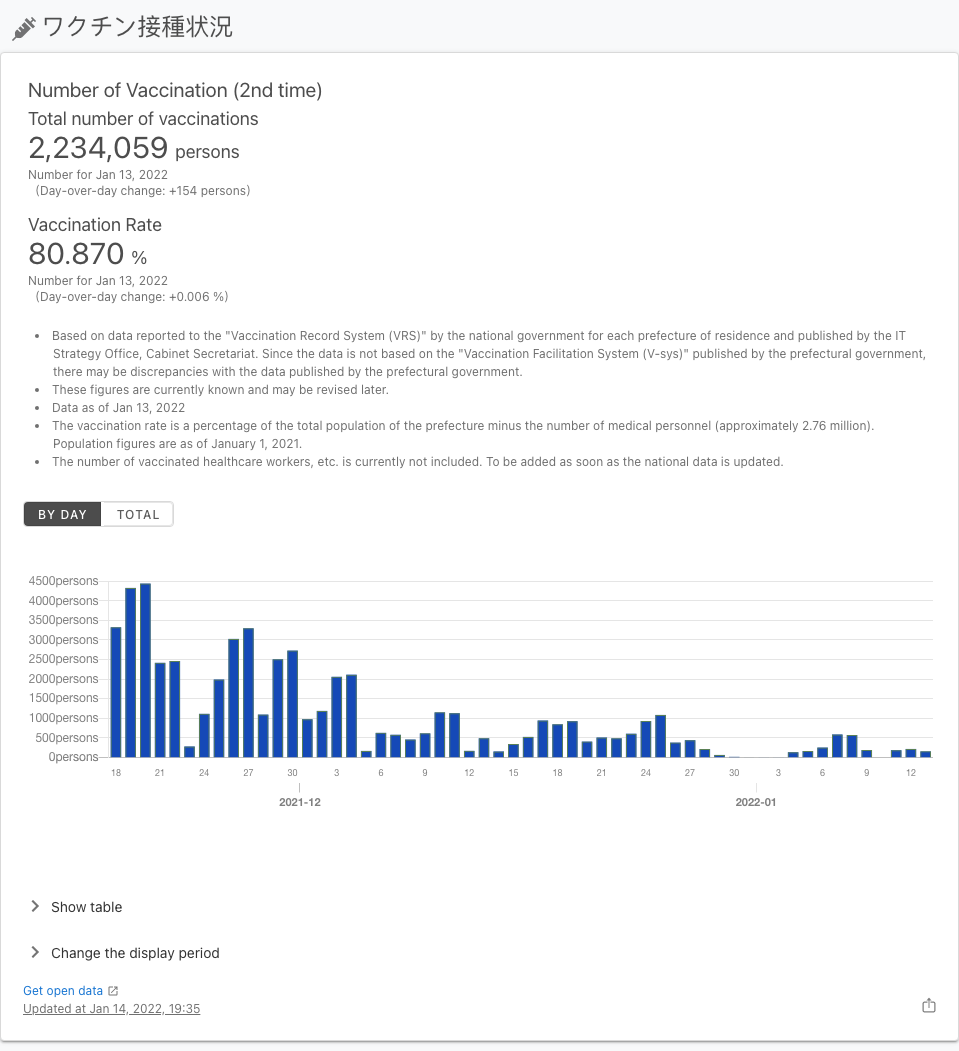 ワクチン接種状況
Number of Vaccination (2nd time)
Total number of vaccinations
2,234,059 persons
Number for Jan 13, 2022
(Day-over-day change: +154 persons)
Vaccination Rate
80.870 %
Number for Jan 13, 2022
(Day-over-day change: +0.006 %)
• Based on data reported to the "Vaccination Record System (VRS)" by the national government for each prefecture of residence and published by the IT
Strategy Office, Cabinet Secretariat. Since the data is not based on the "Vaccination Facilitation System (V-sys)" published by the prefectural government,
there may be discrepancies with the data published by the prefectural government.
• These figures are currently known and may be revised later.
• Data as of Jan 13, 2022
• The vaccination rate is a percentage of the total population of the prefecture minus the number of medical personnel (approximately 2.76 million).
Population figures are as of January 1, 2021.
• The number of vaccinated healthcare workers, etc. is currently not included. To be added as soon as the national data is updated.
BY DAY TOTAL
4500persons
4000persons
3500persons
3000persons
2500persons
2000persons
1500persons
1000persons
500persons
0persons
18 21 24 27 30 3 6 9 12 15 18 21 24 27 30 3 6 9 12
2021-12 2022-01
Show table
Change the display period
Get open data
Updated at Jan 14, 2022, 19:35